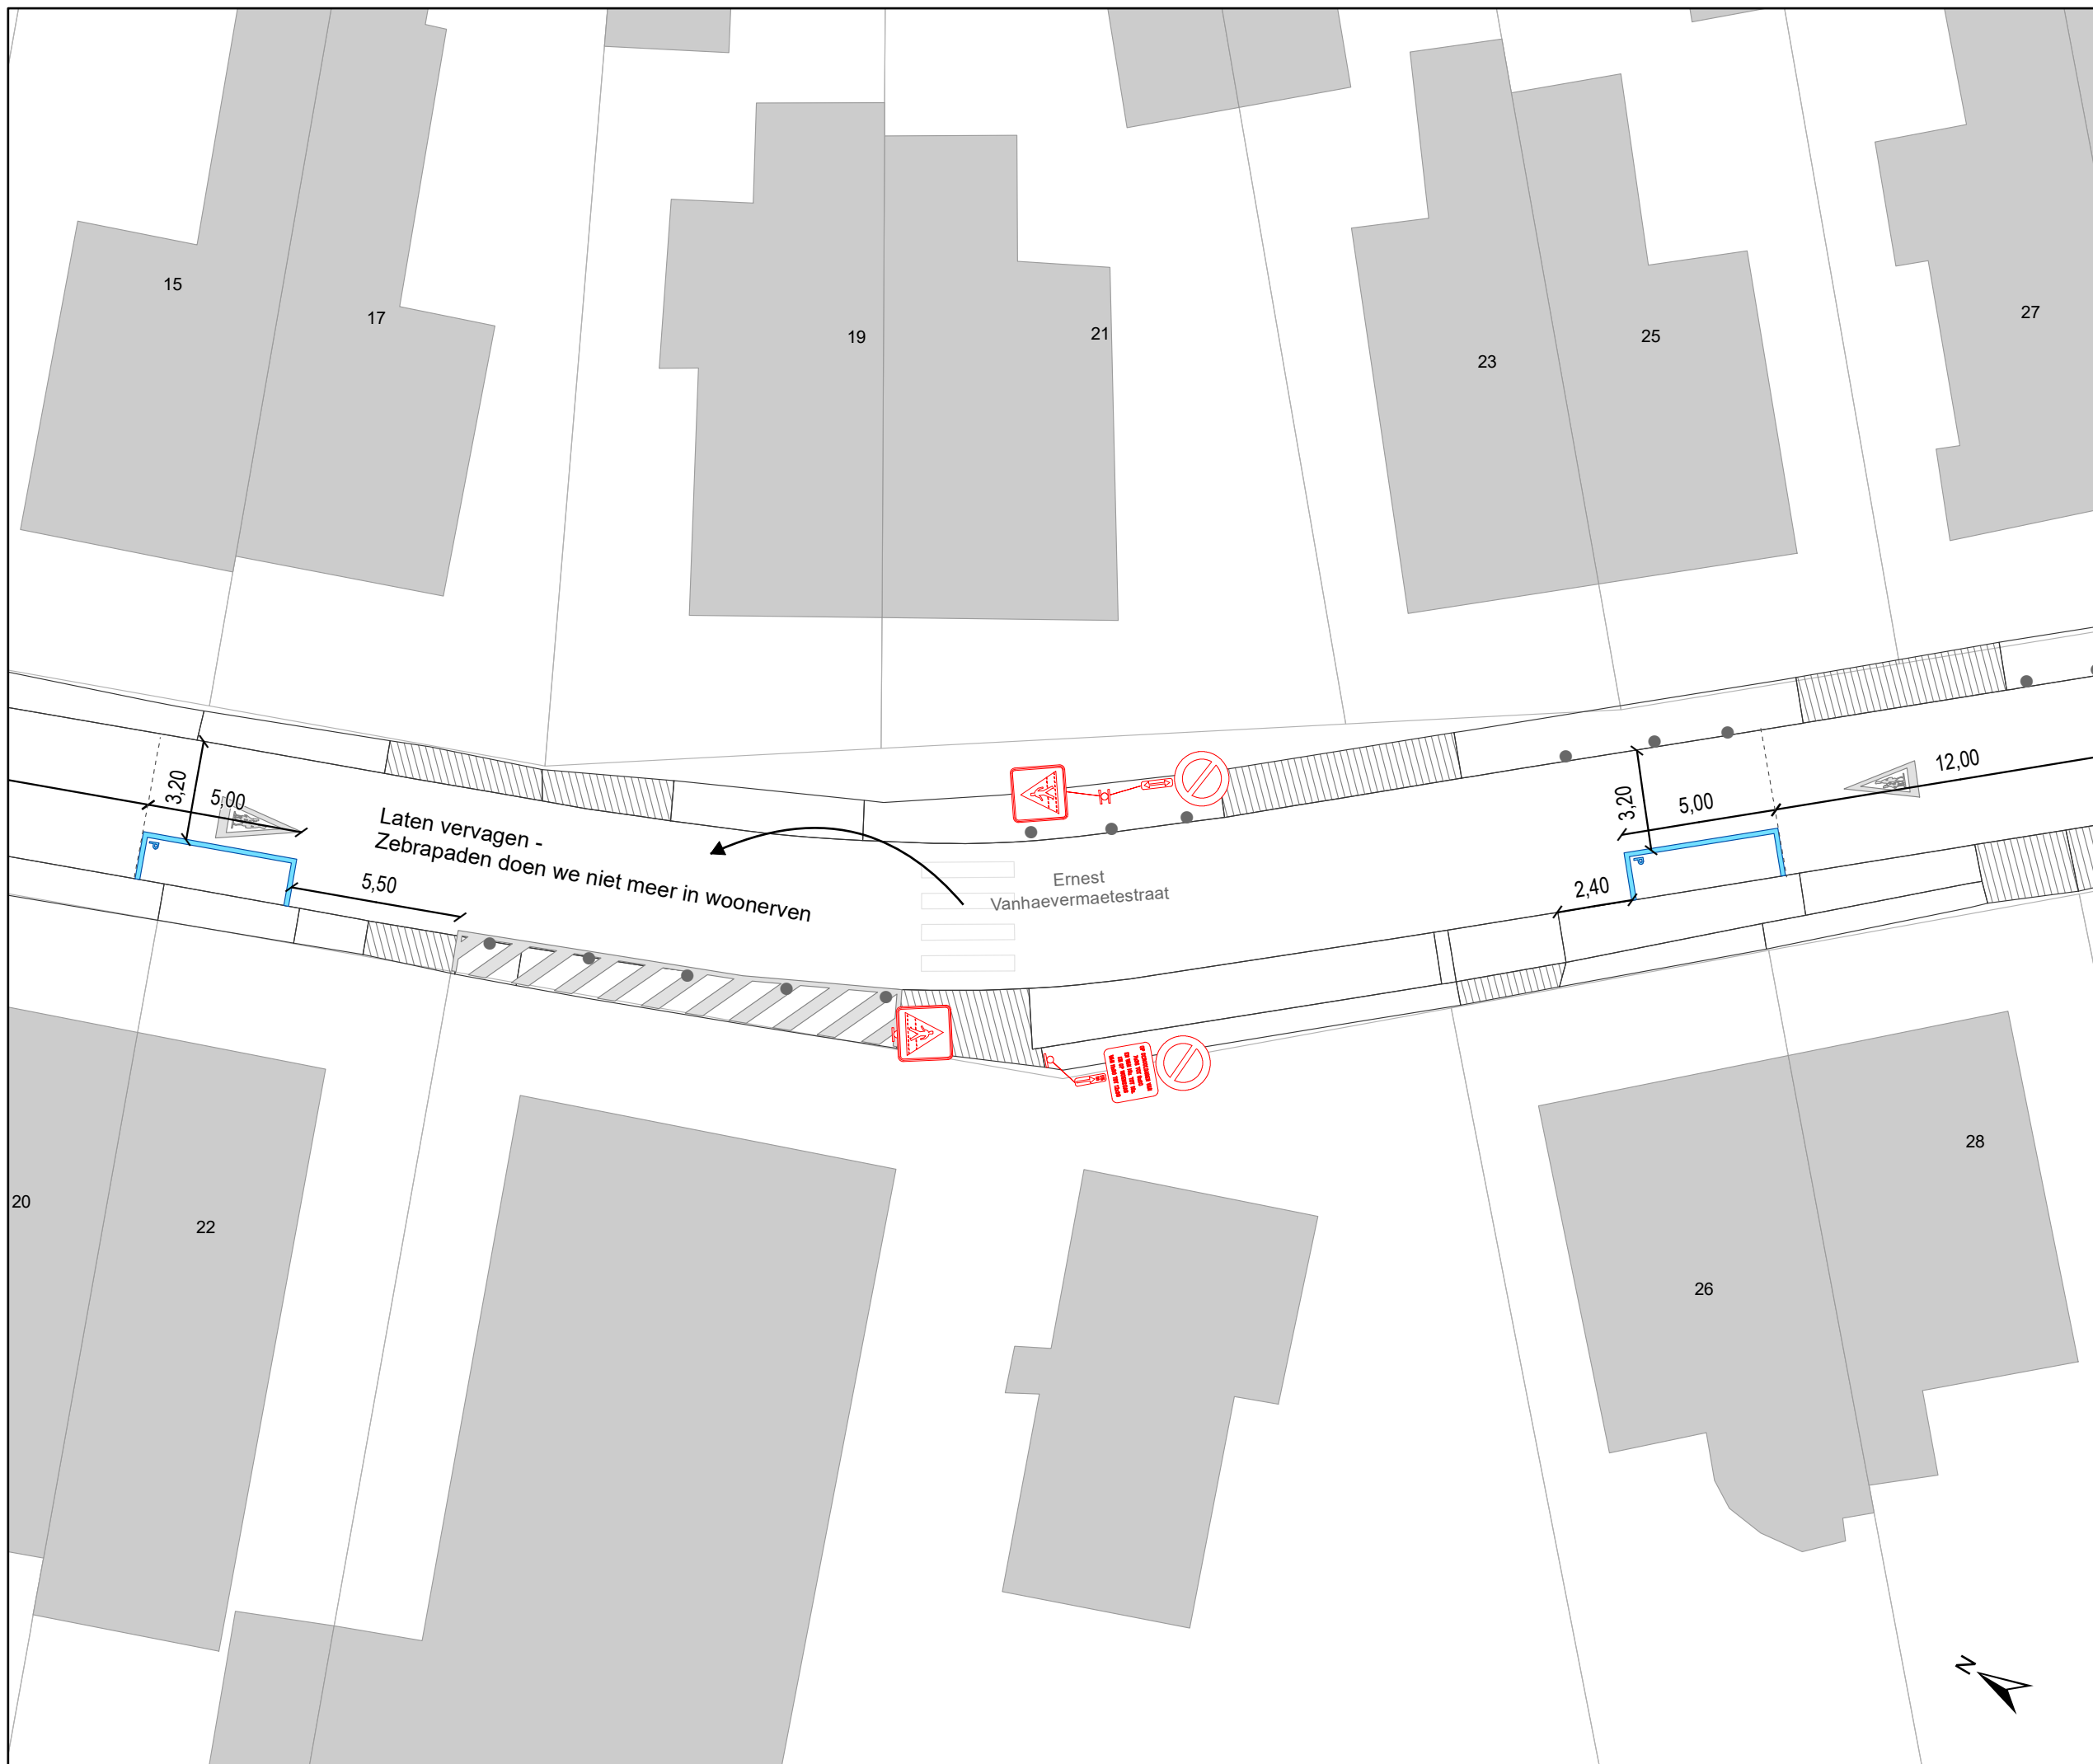 15
17
19
21
23
25
27
3,20
5,00
Laten vervagen -
Zebrapaden doen we niet meer in woonerven
5,50
Ernest
Vanhaevermaetestraat
3,20
5,00
12,00
2,40
P
P
20
22
26
28
N